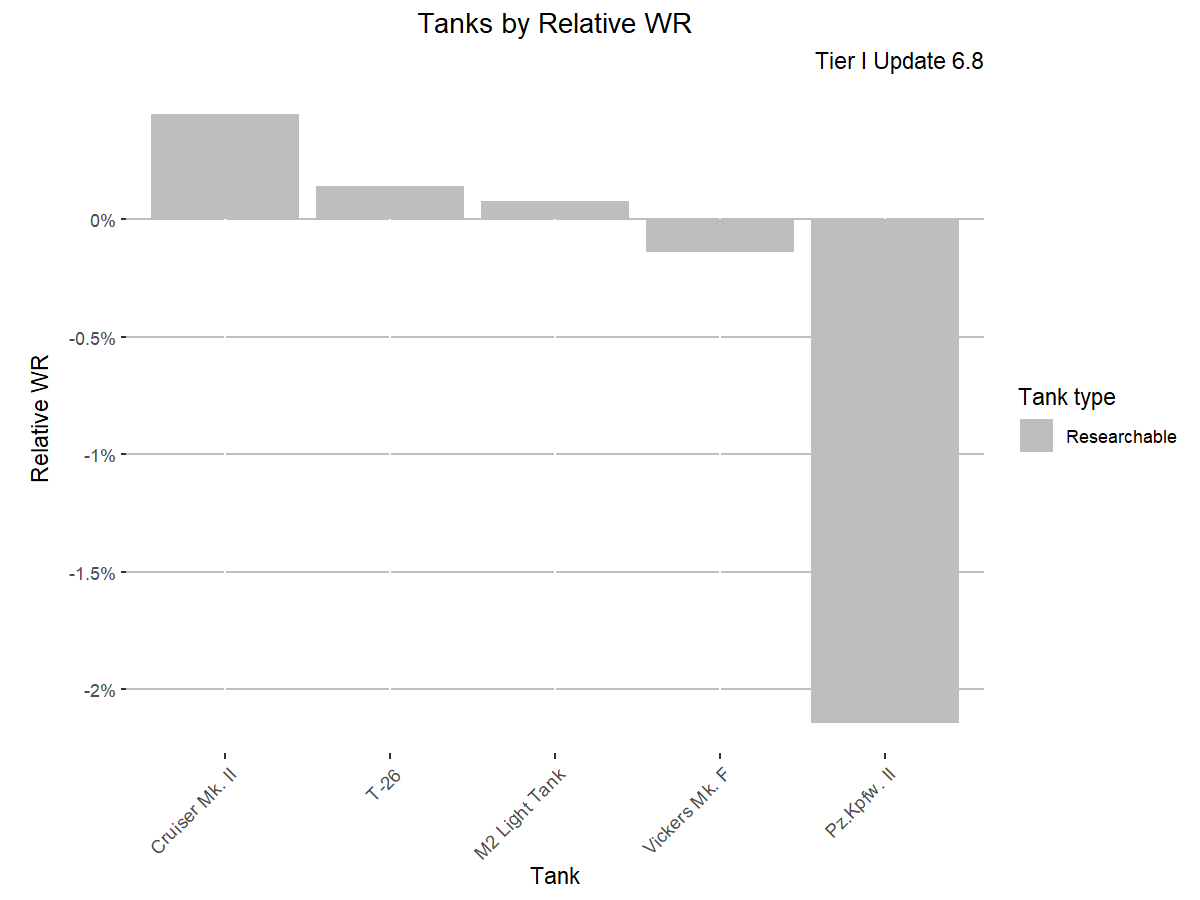 Tanks by Relative WR
Tier I Update 6.8
0%
-0.5%
-1%
-1.5%
-2%
Relative WR
Cruiser Mk. II
T-26
M2 Light Tank
Vickers Mk. F
Pz.Kpfw. II
Tank
Tank type
Researchable